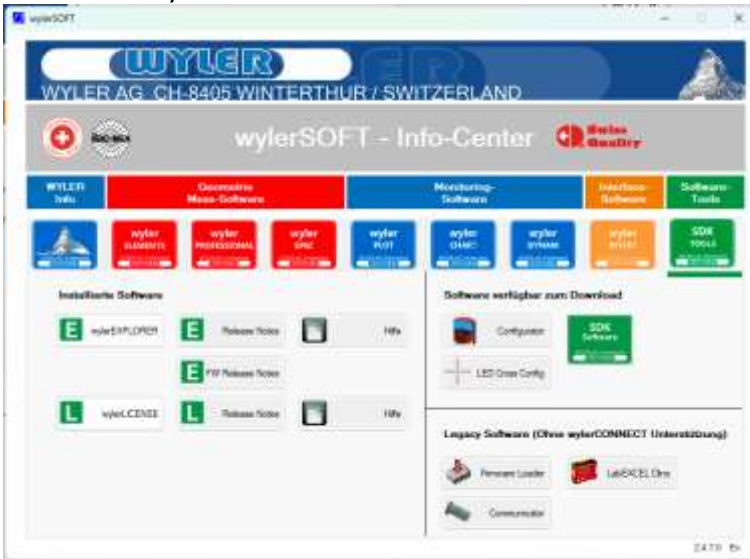 wylerSOFT
WYLER
WYLER AG  CH-8405 WINTERTHUR / SWITZERLAND
wylerSOFT - Info-Center
Swiss
Quality
WYLER
Info
Geometrie
Mess-Software
Monitoring-
Software
Interface-
Software
Software-
Tools
wyler
ELEMENTS
wyler
PROFESSIONAL
wyler
SPEC
wyler
PLOT
wyler
CHART
wyler
DYNAM
wyler
INSERT
SDK
TOOLS
Installierte Software
E wylerEXPLORER
E Release Notes
Hilfe
E FW Release Notes
L wylerLICENSE
L Release Notes
Hilfe
Software verfügbar zum Download
Configurator
SDK
Software
LED Cross Config
Legacy Software (Ohne wylerCONNECT Unterstützung)
Firmware Loader
LabEXCEL Clino
Communicator